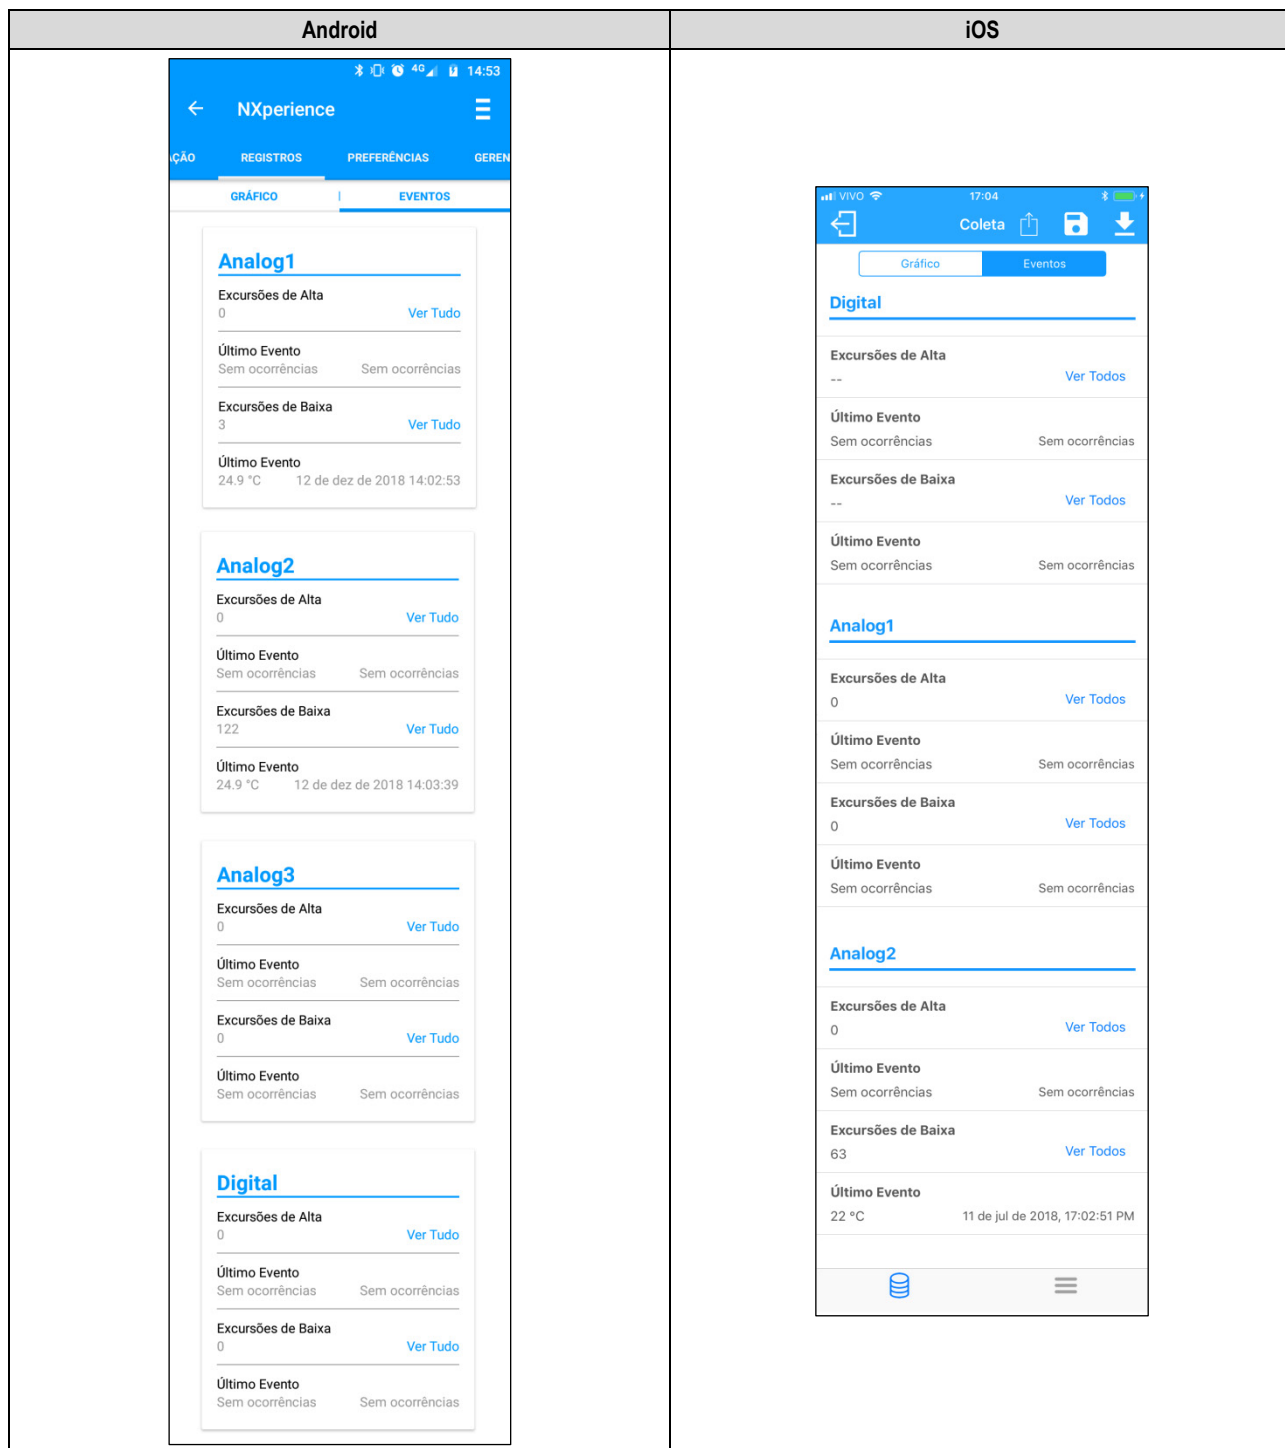 Android
iOS
4G 14:53
NXperience
AÇÃO REGISTROS PREFERÊNCIAS GEREN
GRÁFICO | EVENTOS
Analog1
Excursões de Alta
0 Ver Tudo
Último Evento
Sem ocorrências Sem ocorrências
Excursões de Baixa
3 Ver Tudo
Último Evento
24.9 °C 12 de dez de 2018 14:02:53
Analog2
Excursões de Alta
0 Ver Tudo
Último Evento
Sem ocorrências Sem ocorrências
Excursões de Baixa
122 Ver Tudo
Último Evento
24.9 °C 12 de dez de 2018 14:03:39
Analog3
Excursões de Alta
0 Ver Tudo
Último Evento
Sem ocorrências Sem ocorrências
Excursões de Baixa
0 Ver Tudo
Último Evento
Sem ocorrências Sem ocorrências
Digital
Excursões de Alta
0 Ver Tudo
Último Evento
Sem ocorrências Sem ocorrências
Excursões de Baixa
0 Ver Tudo
Último Evento
Sem ocorrências Sem ocorrências
VIVO 17:04
Coleta
Gráfico Eventos
Digital
Excursões de Alta
-- Ver Todos
Último Evento
Sem ocorrências Sem ocorrências
Excursões de Baixa
-- Ver Todos
Último Evento
Sem ocorrências Sem ocorrências
Analog1
Excursões de Alta
0 Ver Todos
Último Evento
Sem ocorrências Sem ocorrências
Excursões de Baixa
0 Ver Todos
Último Evento
Sem ocorrências Sem ocorrências
Analog2
Excursões de Alta
0 Ver Todos
Último Evento
Sem ocorrências Sem ocorrências
Excursões de Baixa
63 Ver Todos
Último Evento
22 °C 11 de jul de 2018, 17:02:51 PM